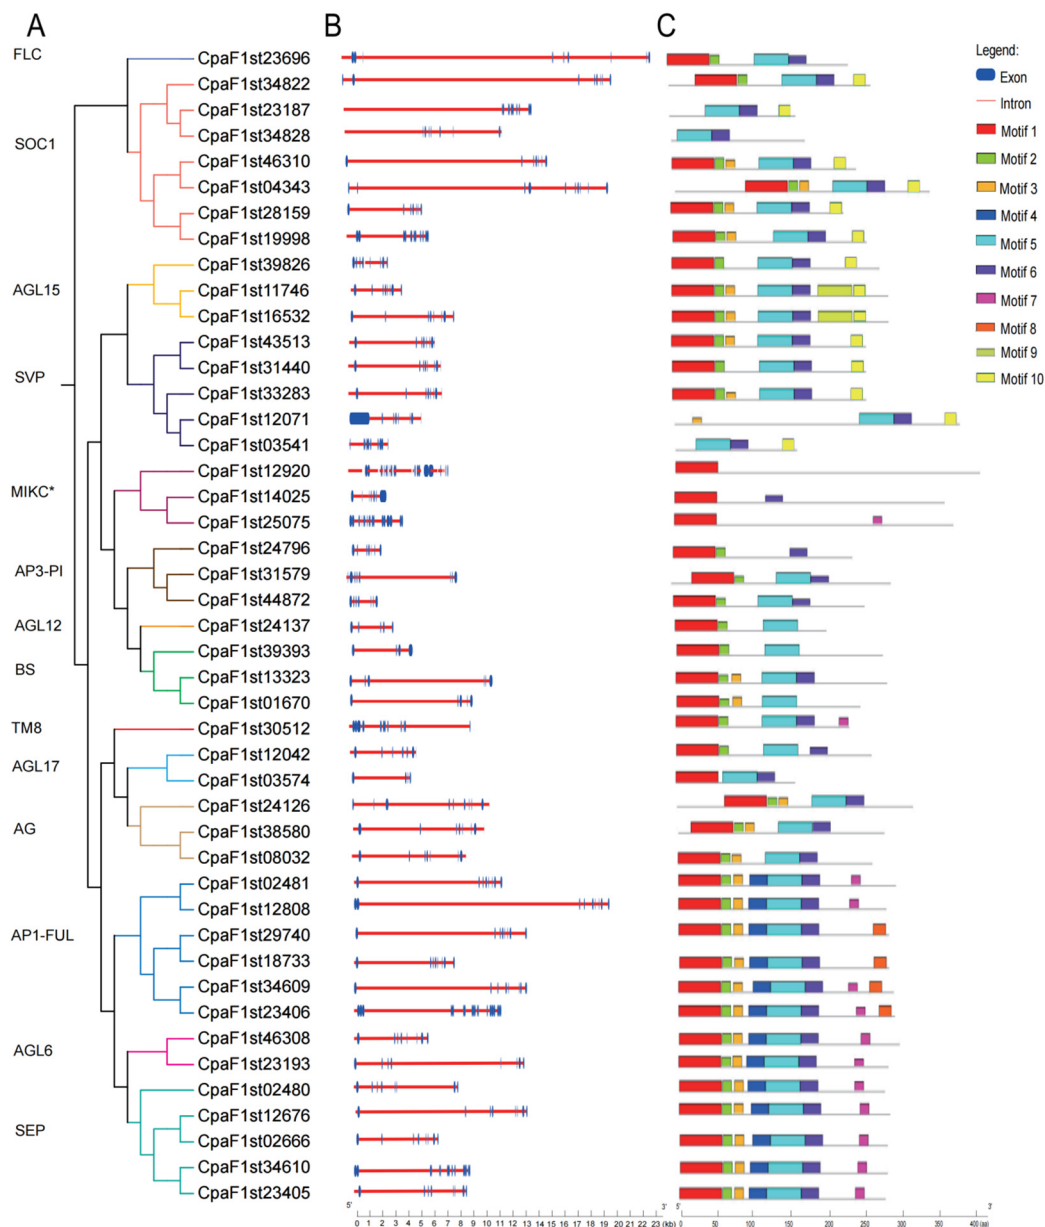 A B C
FLC
SOC1
AGL15
SVP
MIKC*
AP3-PI
AGL12
BS
TM8
AGL17
AG
AP1-FUL
AGL6
SEP
CpaF1st23696
CpaF1st34822
CpaF1st23187
CpaF1st34828
CpaF1st46310
CpaF1st04343
CpaF1st28159
CpaF1st19998
CpaF1st39826
CpaF1st11746
CpaF1st16532
CpaF1st43513
CpaF1st31440
CpaF1st33283
CpaF1st12071
CpaF1st03541
CpaF1st12920
CpaF1st14025
CpaF1st25075
CpaF1st24796
CpaF1st31579
CpaF1st44872
CpaF1st24137
CpaF1st39393
CpaF1st13323
CpaF1st01670
CpaF1st30512
CpaF1st12042
CpaF1st03574
CpaF1st24126
CpaF1st38580
CpaF1st08032
CpaF1st02481
CpaF1st12808
CpaF1st29740
CpaF1st18733
CpaF1st34609
CpaF1st23406
CpaF1st46308
CpaF1st23193
CpaF1st02480
CpaF1st12676
CpaF1st02666
CpaF1st34610
CpaF1st23405
5' 3'
0 1 2 3 4 5 6 7 8 9 10 11 12 13 14 15 16 17 18 19 20 21 22 23 (kb)
5' 3'
0 50 100 150 200 250 300 350 400 (aa)
Legend:
Exon
Intron
Motif 1
Motif 2
Motif 3
Motif 4
Motif 5
Motif 6
Motif 7
Motif 8
Motif 9
Motif 10